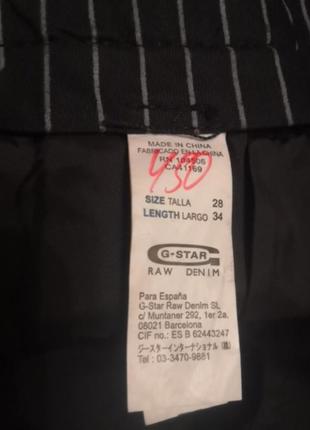 MADE IN CHINA
FABRICADO EN LA CHINA
RN 104506
CA41169
430
SIZE TALLA 28
LENGTH LARGO 34
G-STAR
RAW DENIM
Para España
G-Star Raw Denim SL
c/ Muntaner 292, 1er 2a.
08021 Barcelona
CIF no.: ES B 62443247
ジースターインターナショナル (株)
Tel : 03-3470-9881